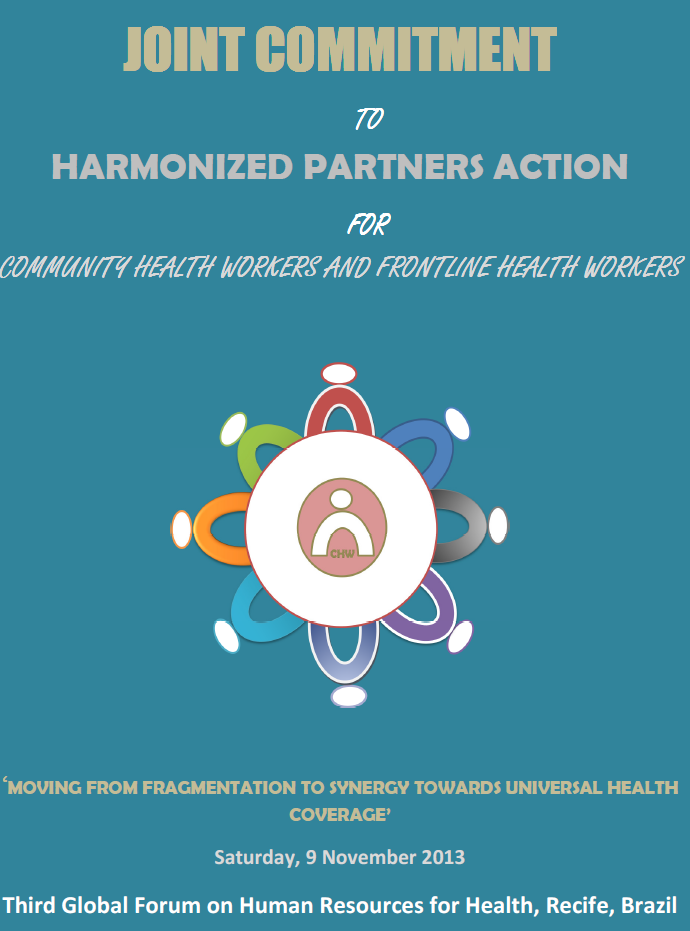 JOINT COMMITMENT
TO
HARMONIZED PARTNERS ACTION
FOR
COMMUNITY HEALTH WORKERS AND FRONTLINE HEALTH WORKERS
CHW
‘MOVING FROM FRAGMENTATION TO SYNERGY TOWARDS UNIVERSAL HEALTH
COVERAGE’
Saturday, 9 November 2013
Third Global Forum on Human Resources for Health, Recife, Brazil